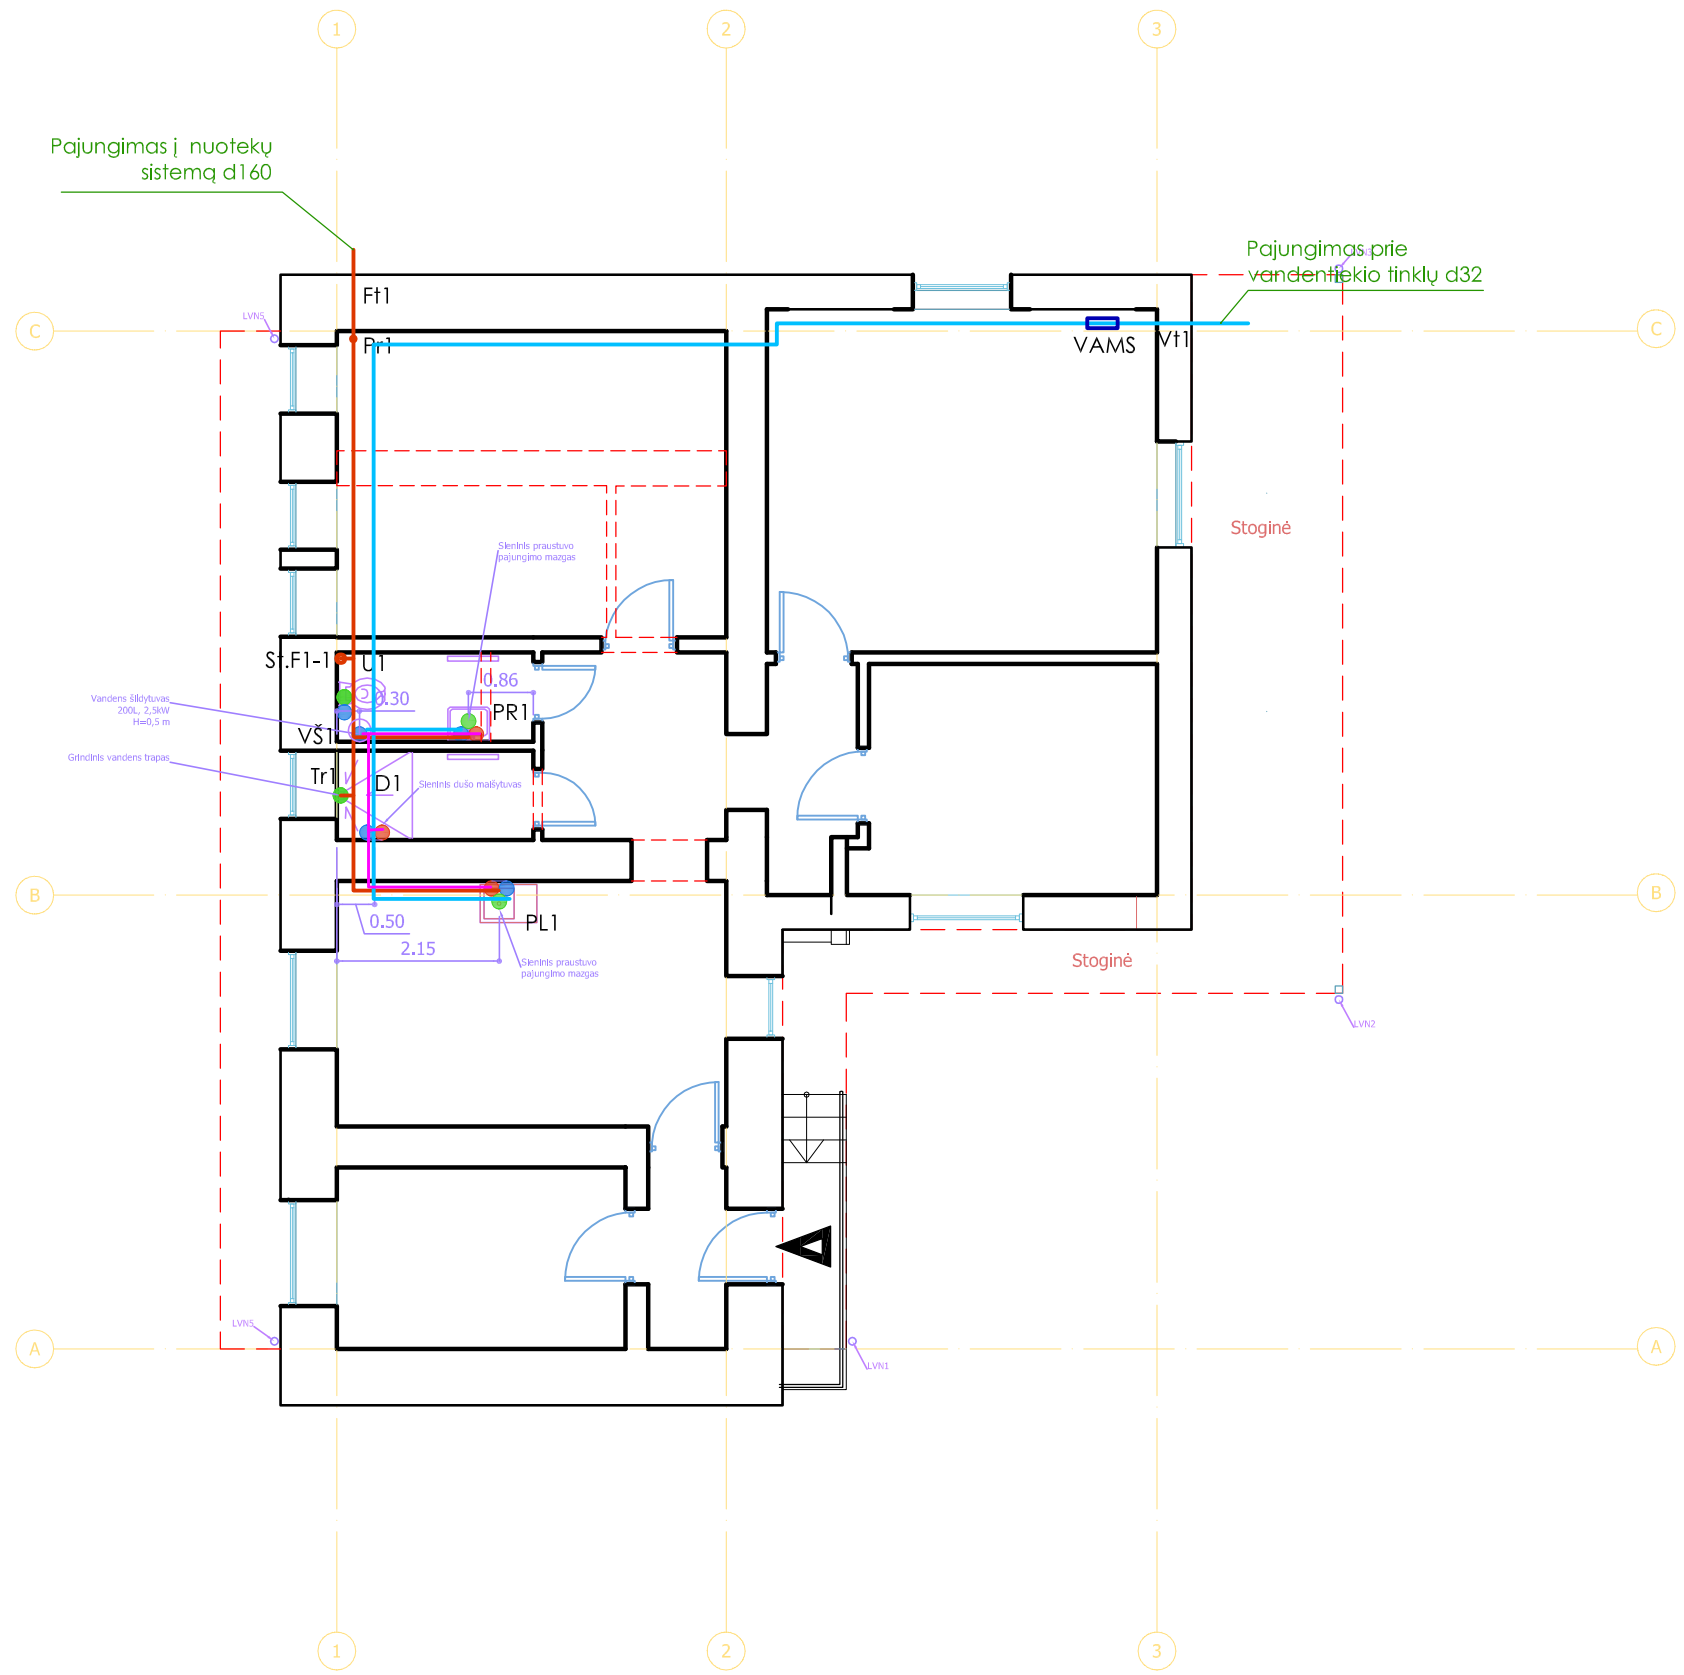 1
2
3
Pajungimas į nuotekų
sistemą d160
Pajungimas prie
vandentiekio tinklų d32
Ft1
LVN5
C
C
Pr1
VAMS
Vt1
Stoginė
Sieninis praustuvo
pajungimo mazgas
St.F1-1
U1
0.86
0.30
Vandens šildytuvas
200L, 2,5kW
H=0,5 m
PR1
VŠ1
Grindinis vandens trapas
Tr1
D1
Sieninis dušo maišytuvas
B
B
0.50
PL1
2.15
Sieninis praustuvo
pajungimo mazgas
Stoginė
LVN2
LVN5
A
A
LVN1
1
2
3